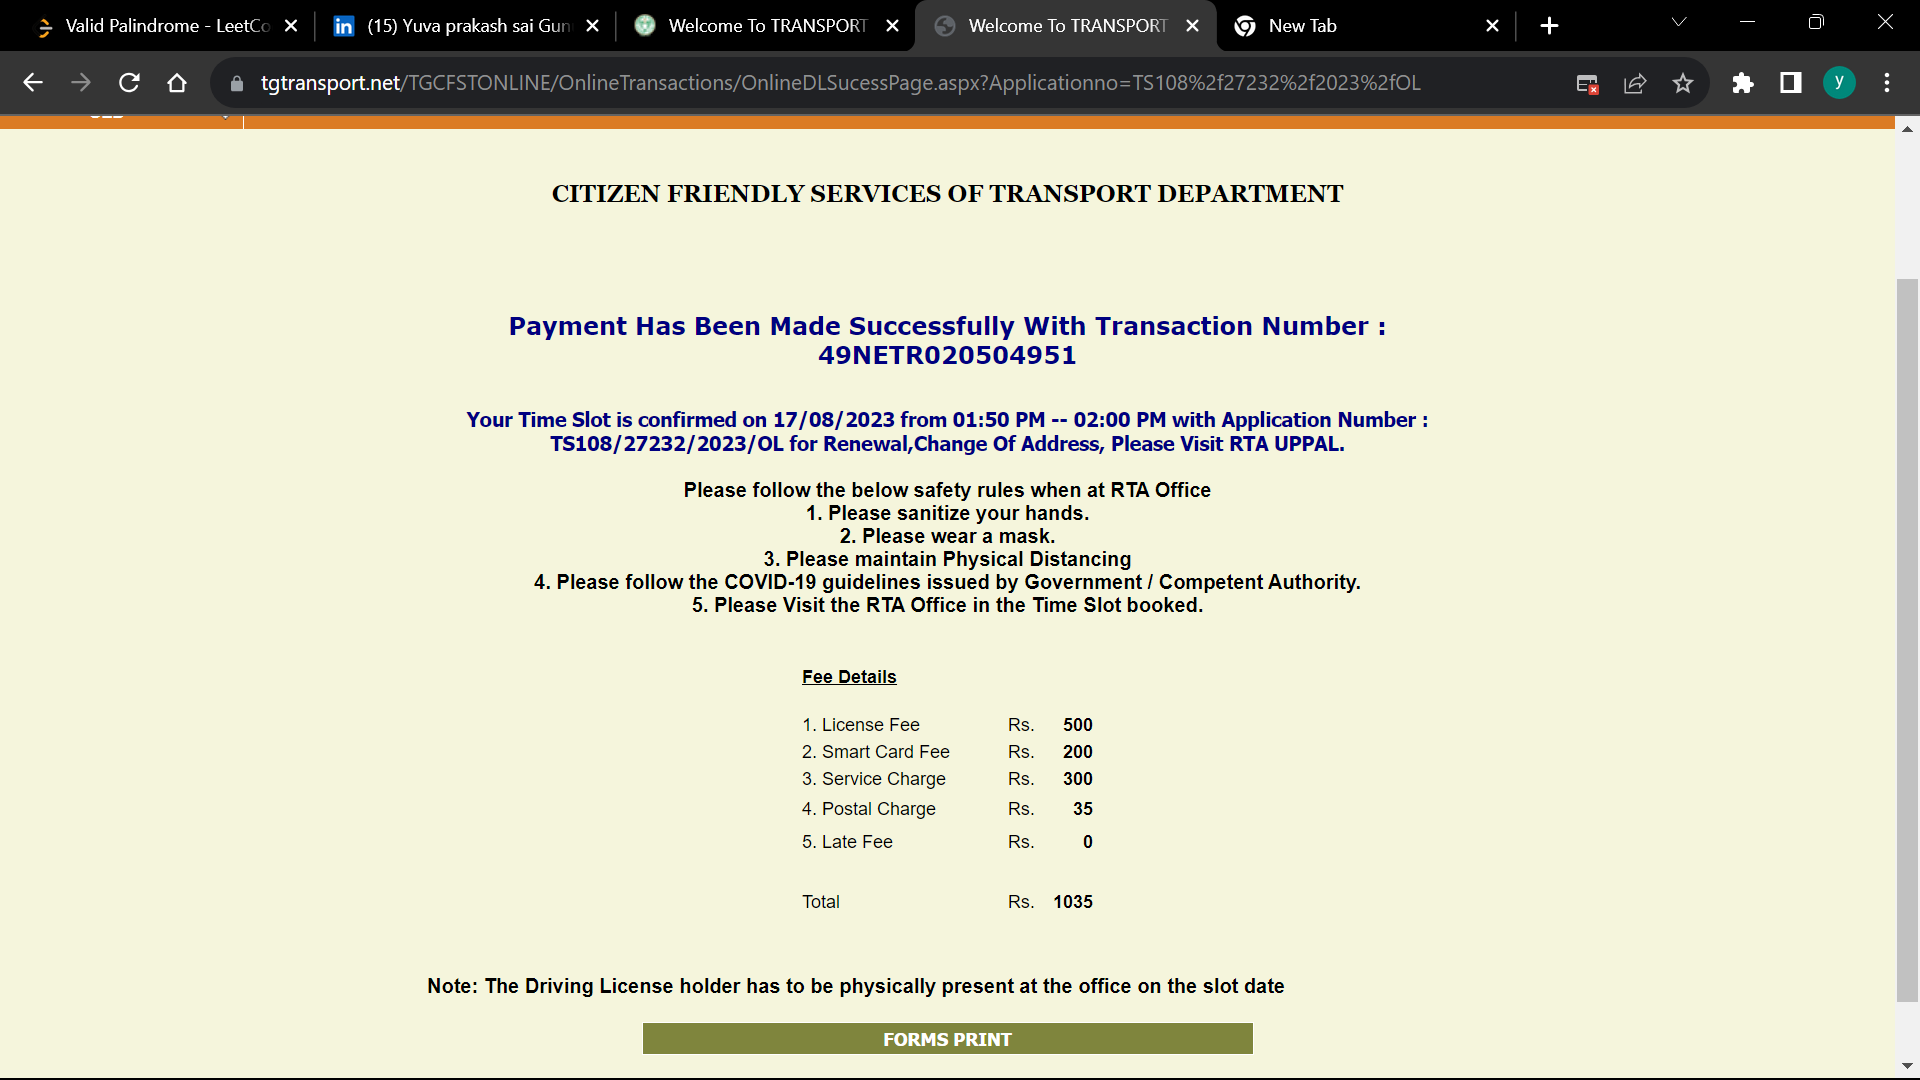 Valid Palindrome - LeetCo
(15) Yuva prakash sai Gun
Welcome To TRANSPORT
Welcome To TRANSPORT
New Tab
tgtransport.net/TGCFSTONLINE/OnlineTransactions/OnlineDLSucessPage.aspx?Applicationno=TS108%2f27232%2f2023%2fOL
y
CITIZEN FRIENDLY SERVICES OF TRANSPORT DEPARTMENT
Payment Has Been Made Successfully With Transaction Number :
49NETR020504951
Your Time Slot is confirmed on 17/08/2023 from 01:50 PM -- 02:00 PM with Application Number :
TS108/27232/2023/OL for Renewal,Change Of Address, Please Visit RTA UPPAL.
Please follow the below safety rules when at RTA Office
1. Please sanitize your hands.
2. Please wear a mask.
3. Please maintain Physical Distancing
4. Please follow the COVID-19 guidelines issued by Government / Competent Authority.
5. Please Visit the RTA Office in the Time Slot booked.
Fee Details
1. License Fee Rs. 500
2. Smart Card Fee Rs. 200
3. Service Charge Rs. 300
4. Postal Charge Rs. 35
5. Late Fee Rs. 0
Total Rs. 1035
Note: The Driving License holder has to be physically present at the office on the slot date
FORMS PRINT